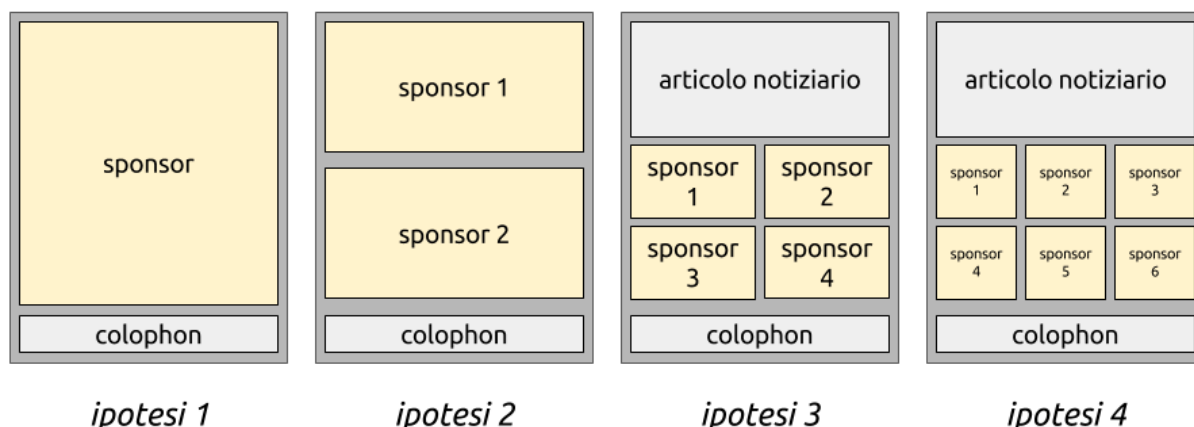 sponsor
colophon
ipotesi 1
sponsor 1
sponsor 2
colophon
ipotesi 2
articolo notiziario
sponsor
1
sponsor
2
sponsor
3
sponsor
4
colophon
ipotesi 3
articolo notiziario
sponsor
1
sponsor
2
sponsor
3
sponsor
4
sponsor
5
sponsor
6
colophon
ipotesi 4